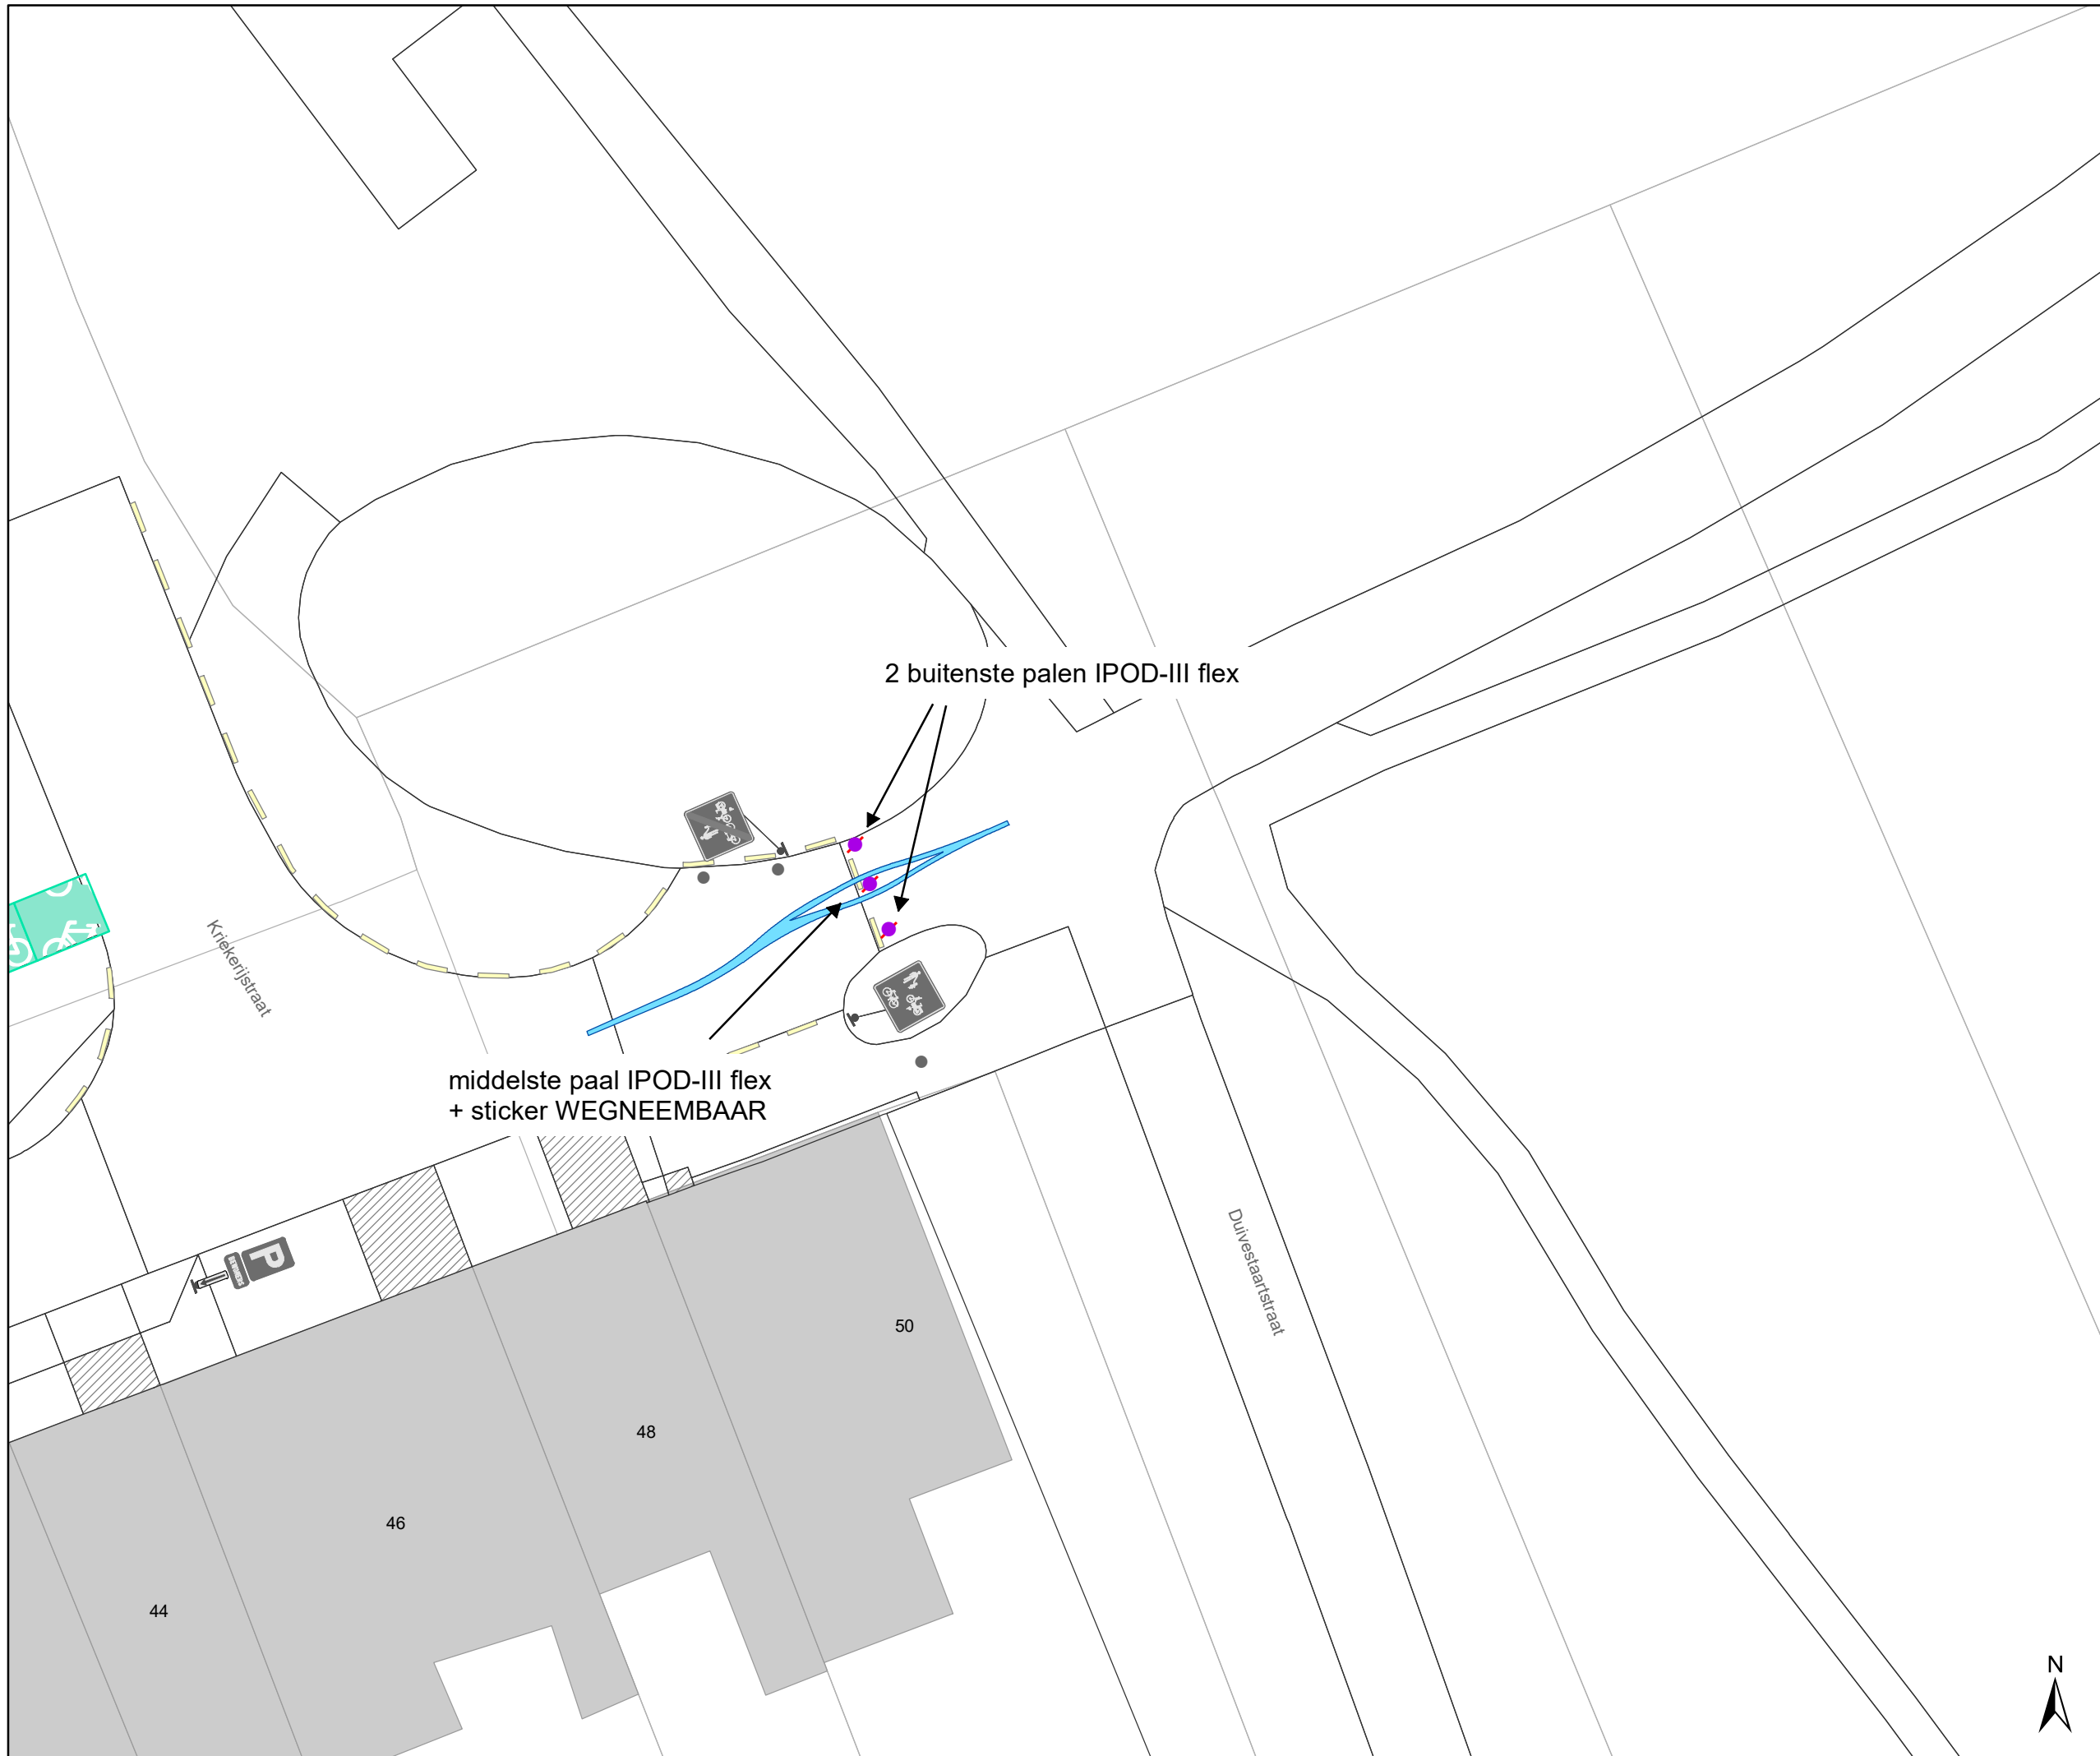 2 buitenste palen IPOD-III flex
Kriekerijstraat
middelste paal IPOD-III flex
+ sticker WEGNEEMBAAR
P
Duivestaartstraat
50
48
46
44
N